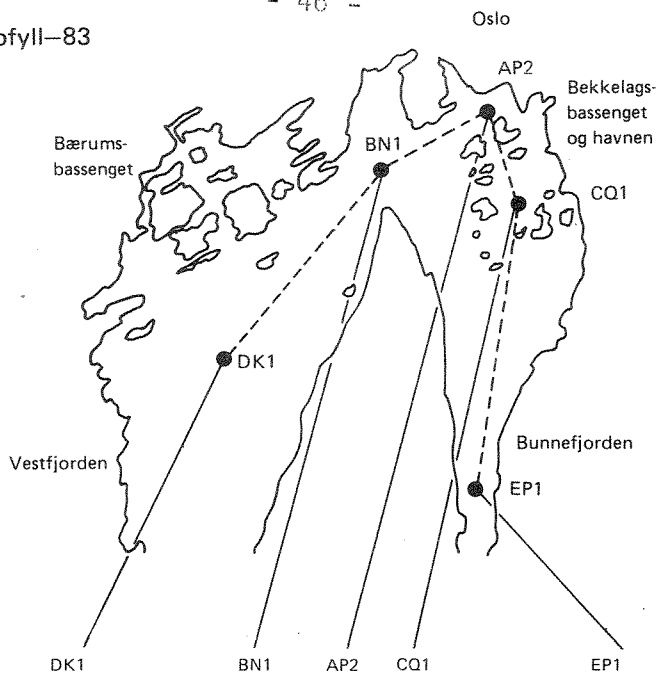 - 46 -
ofyll-83
Oslo
AP2
Bekkelags-
bassenget
og havnen
Bærums-
bassenget
BN1
CQ1
DK1
Vestfjorden
Bunnefjorden
EP1
DK1 BN1 AP2 CQ1 EP1